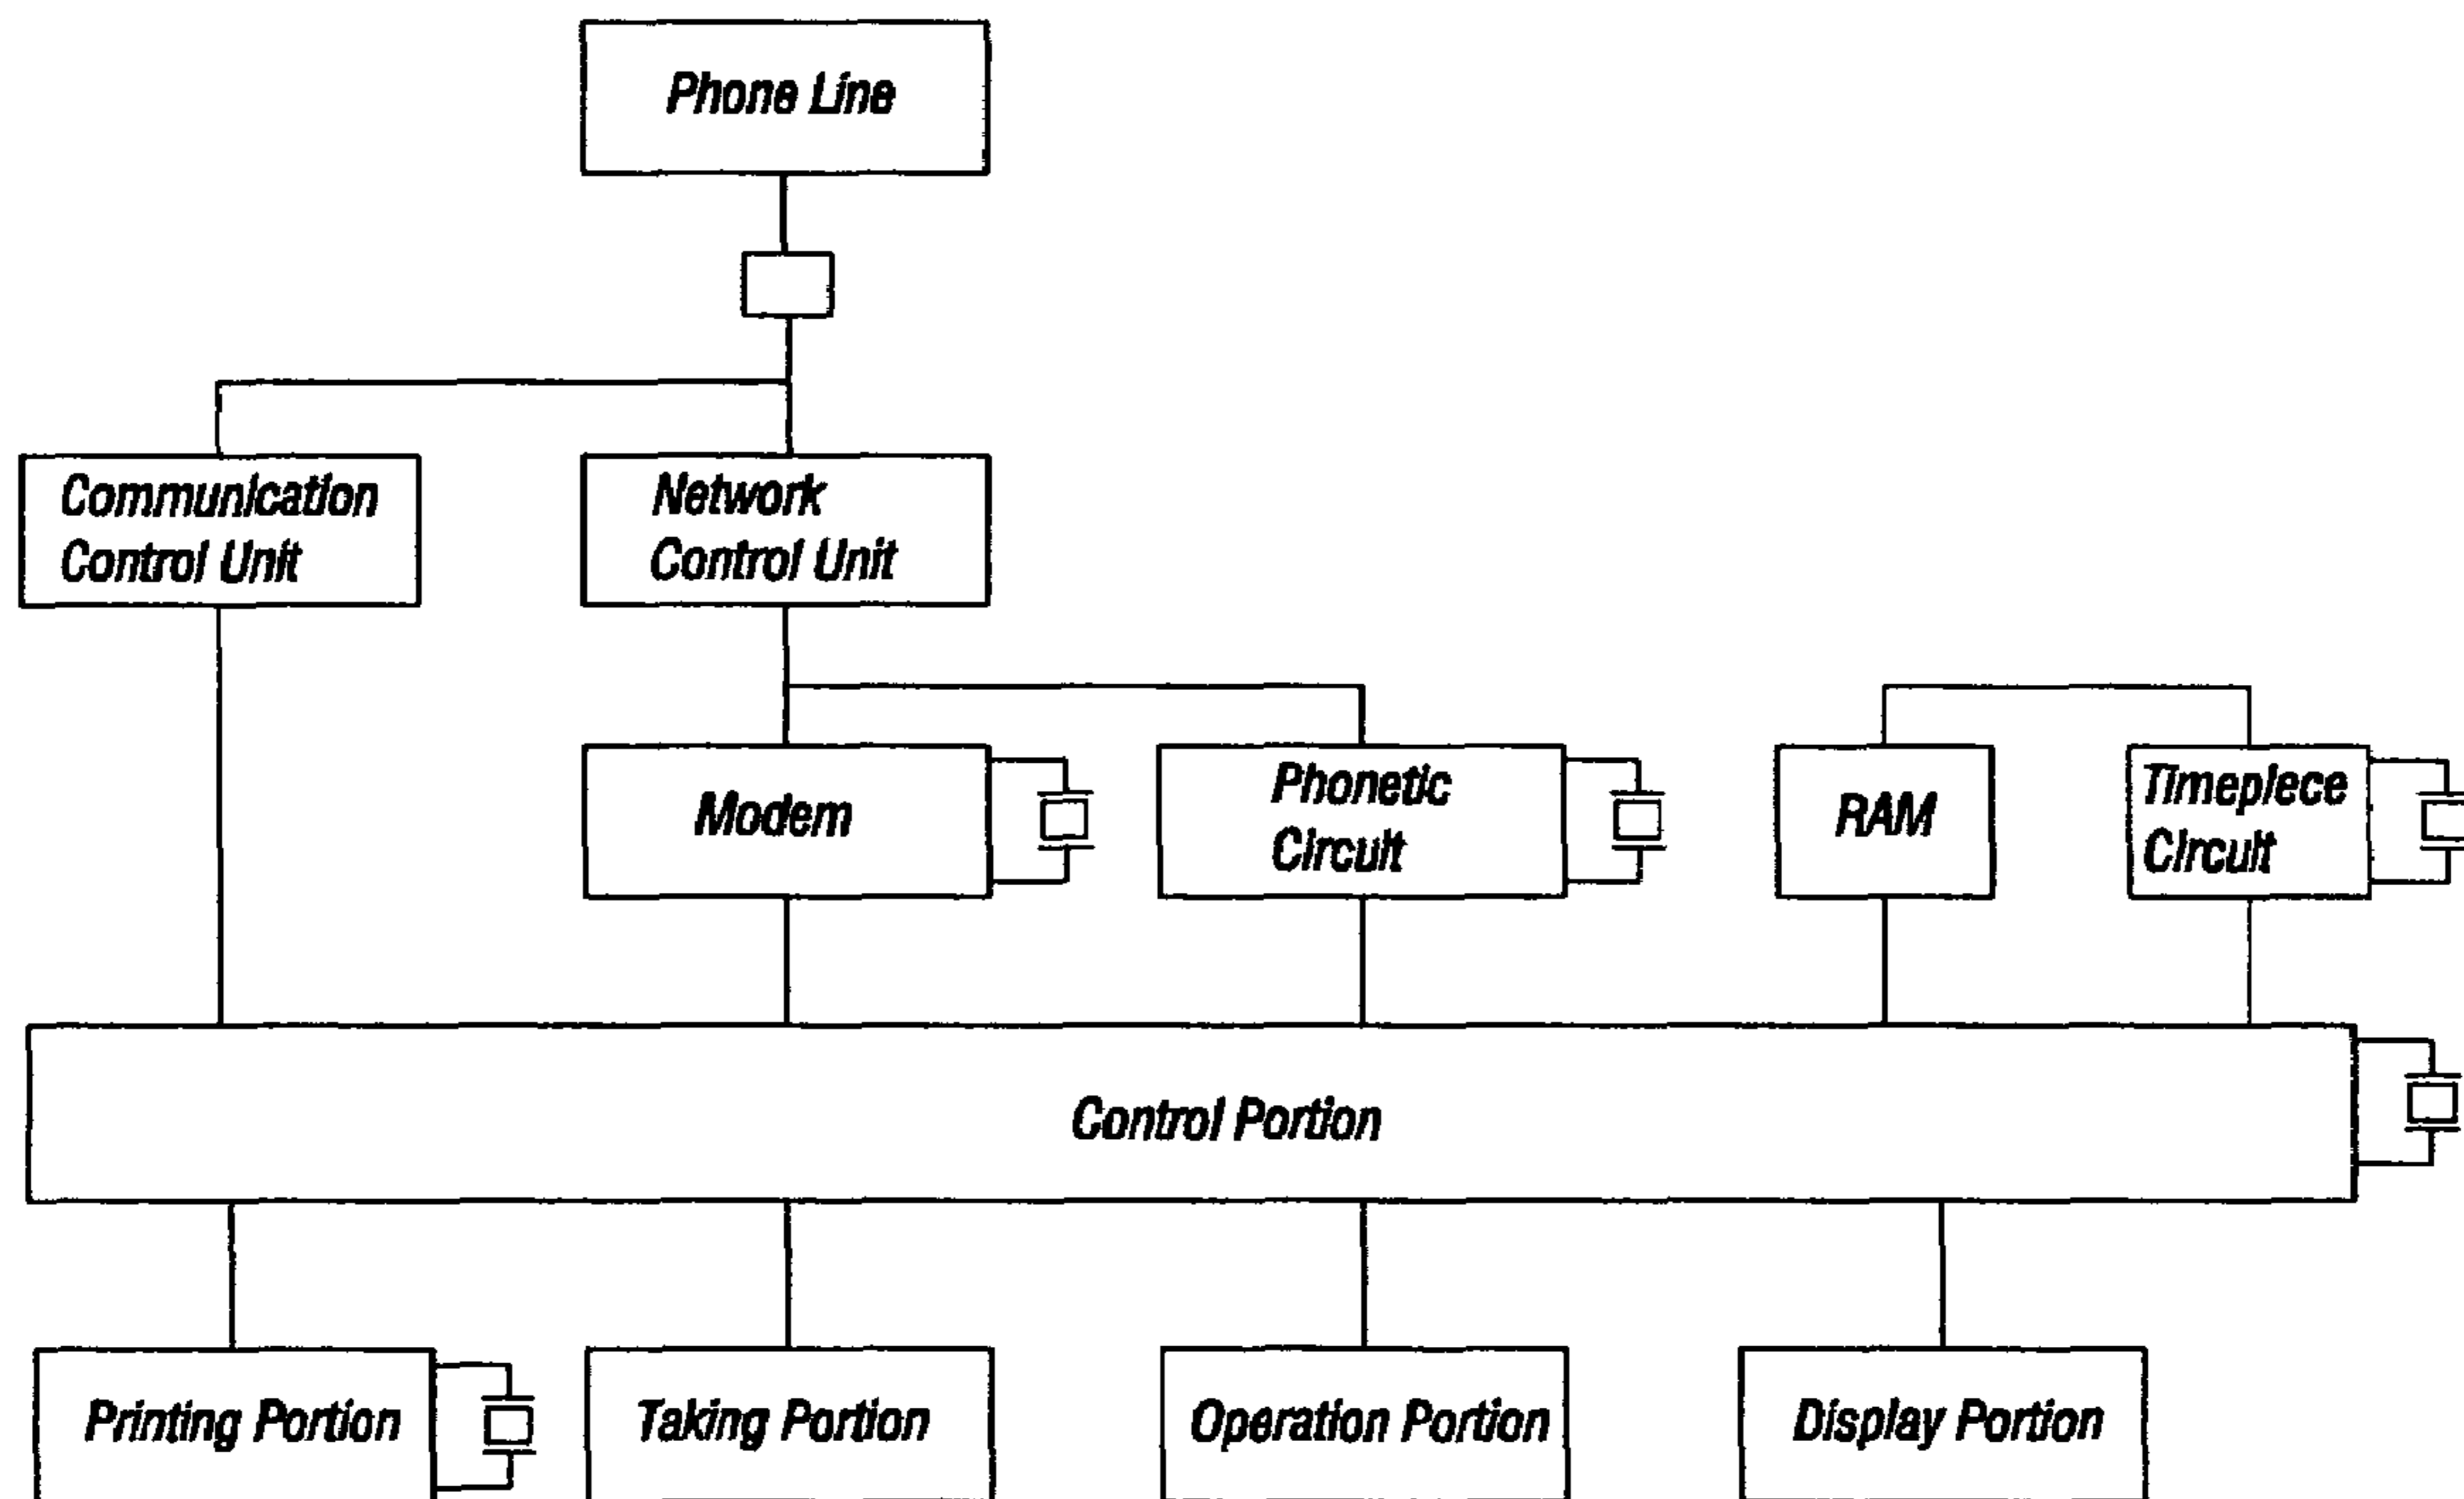 Phone Line
Communication
Control Unit
Network
Control Unit
Modem
Phonetic
Circuit
RAM
Timepiece
Circuit
Control Portion
Printing Portion
Taking Portion
Operation Portion
Display Portion